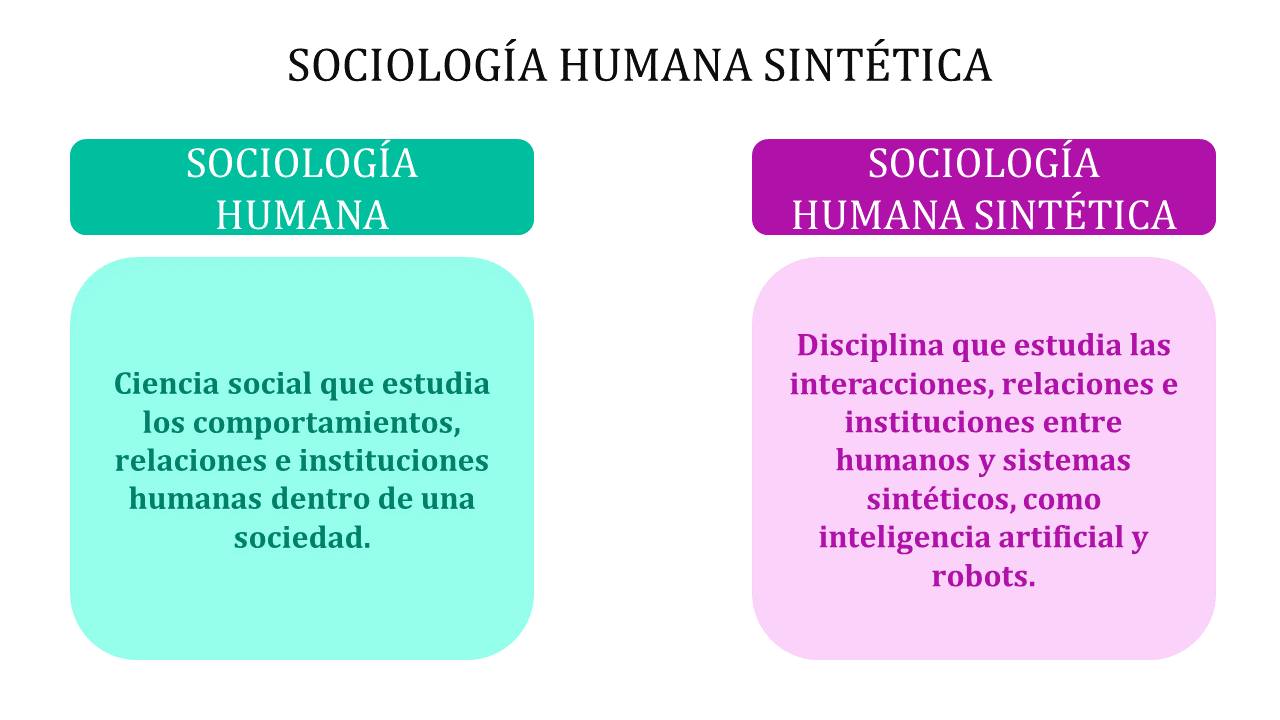 SOCIOLOGÍA HUMANA SINTÉTICA
SOCIOLOGÍA
HUMANA
Ciencia social que estudia
los comportamientos,
relaciones e instituciones
humanas dentro de una
sociedad.
SOCIOLOGÍA
HUMANA SINTÉTICA
Disciplina que estudia las
interacciones, relaciones e
instituciones entre
humanos y sistemas
sintéticos, como
inteligencia artificial y
robots.